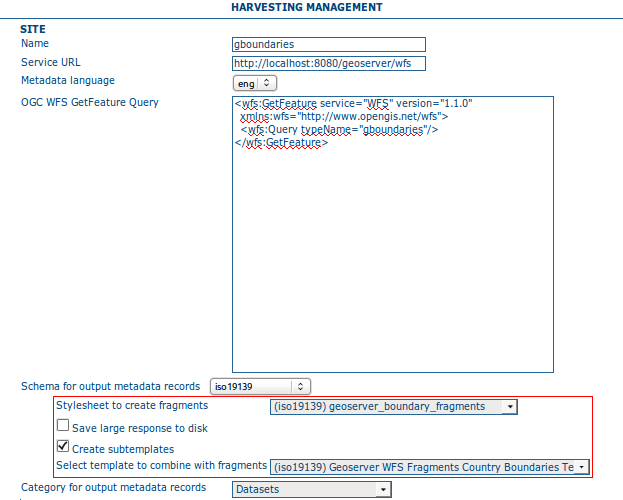 HARVESTING MANAGEMENT
SITE
Name gboundaries
Service URL http://localhost:8080/geoserver/wfs
Metadata language eng
OGC WFS GetFeature Query <wfs:GetFeature service="WFS" version="1.1.0"
xmlns:wfs="http://www.opengis.net/wfs">
<wfs:Query typeName="gboundaries"/>
</wfs:GetFeature>
Schema for output metadata records iso19139
Stylesheet to create fragments (iso19139) geoserver_boundary_fragments
Save large response to disk
Create subtemplates
Select template to combine with fragments (iso19139) Geoserver WFS Fragments Country Boundaries Te
Category for output metadata records Datasets